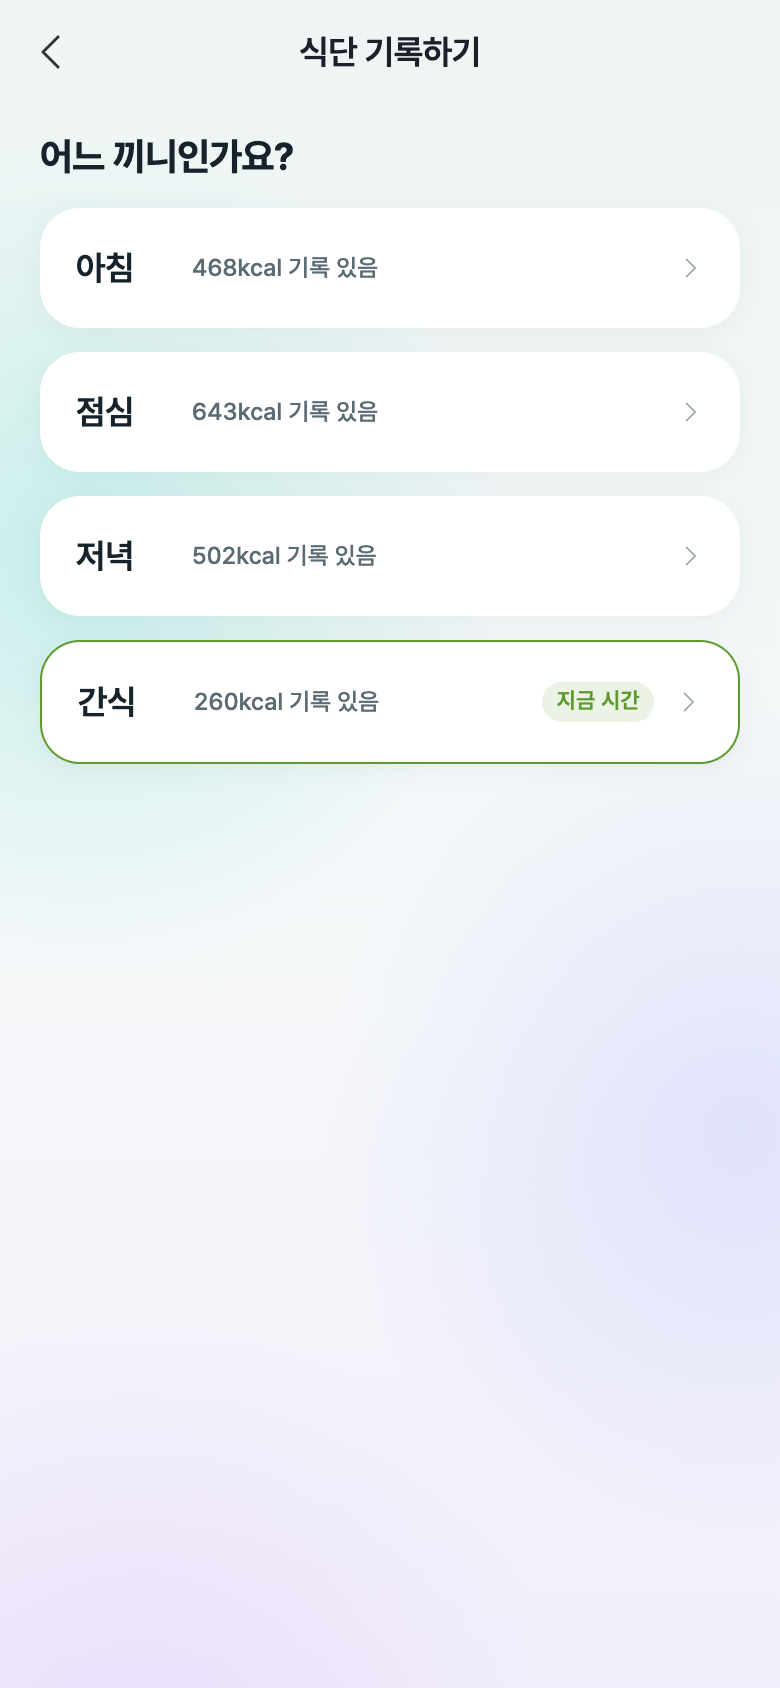 식단 기록하기
어느 끼니인가요?
아침 468kcal 기록 있음
점심 643kcal 기록 있음
저녁 502kcal 기록 있음
간식 260kcal 기록 있음 지금 시간